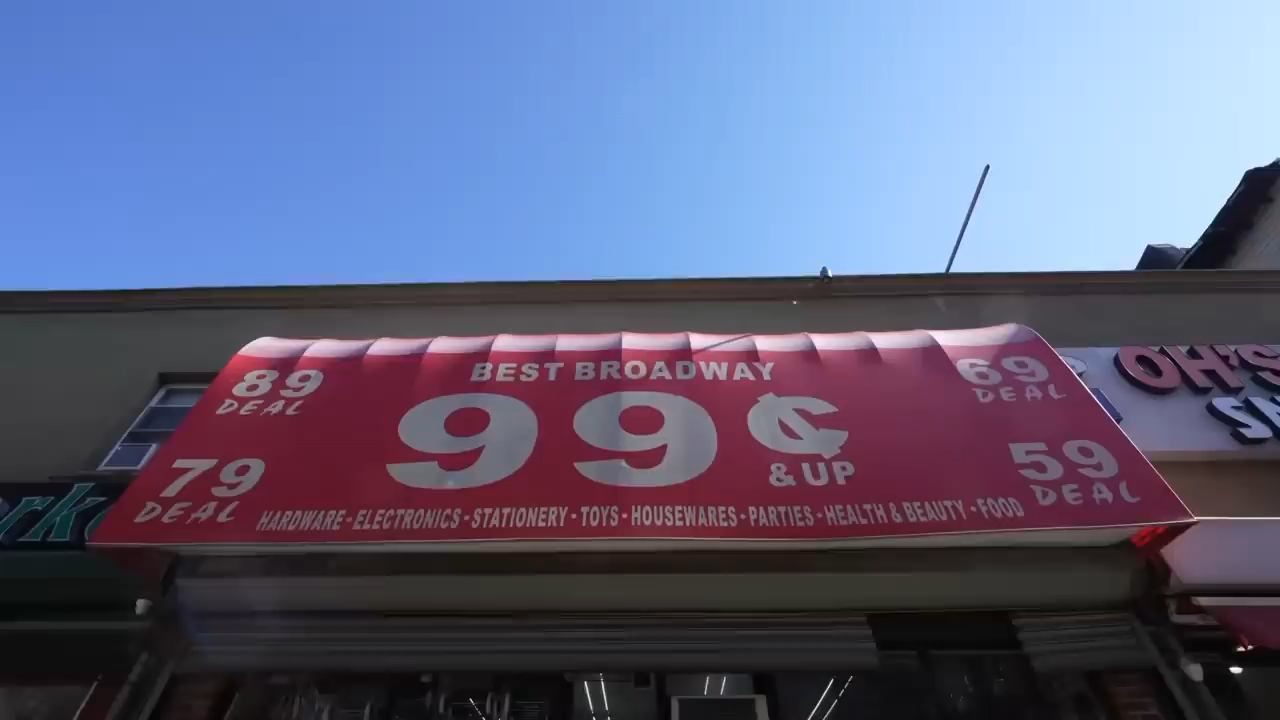 BEST BROADWAY
99¢
& UP
89
DEAL
79
DEAL
69
DEAL
59
DEAL
HARDWARE - ELECTRONICS - STATIONERY - TOYS - HOUSEWARES - PARTIES - HEALTH & BEAUTY - FOOD
OH'S